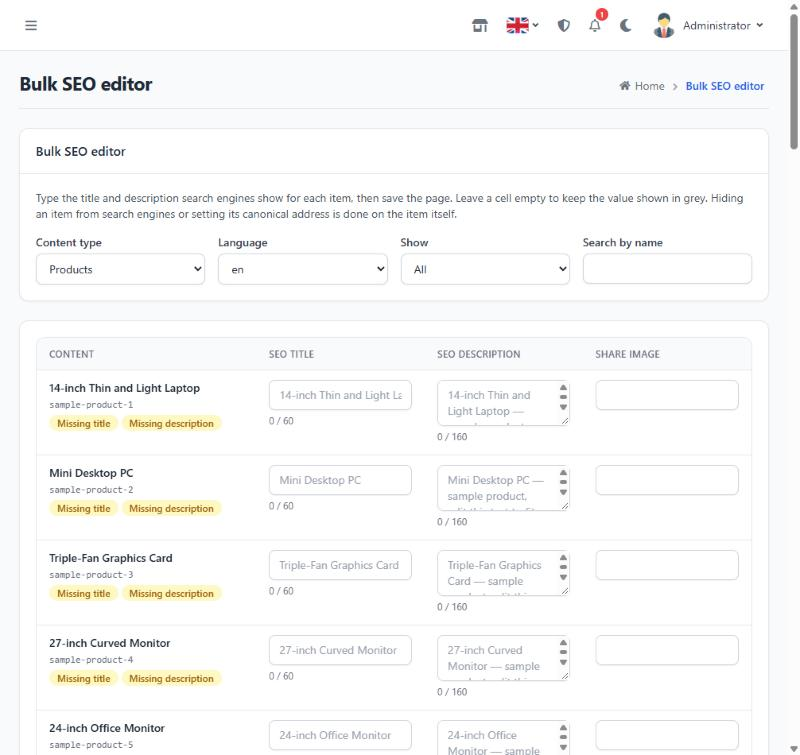 1
Administrator
Bulk SEO editor
Home > Bulk SEO editor
Bulk SEO editor
Type the title and description search engines show for each item, then save the page. Leave a cell empty to keep the value shown in grey. Hiding
an item from search engines or setting its canonical address is done on the item itself.
Content type Language Show Search by name
Products en All
CONTENT SEO TITLE SEO DESCRIPTION SHARE IMAGE
14-inch Thin and Light Laptop
sample-product-1
Missing title Missing description
14-inch Thin and Light La
0 / 60
14-inch Thin and
Light Laptop —
0 / 160
Mini Desktop PC
sample-product-2
Missing title Missing description
Mini Desktop PC
0 / 60
Mini Desktop PC —
sample product,
0 / 160
Triple-Fan Graphics Card
sample-product-3
Missing title Missing description
Triple-Fan Graphics Card
0 / 60
Triple-Fan Graphics
Card — sample
0 / 160
27-inch Curved Monitor
sample-product-4
Missing title Missing description
27-inch Curved Monitor
0 / 60
27-inch Curved
Monitor — sample
0 / 160
24-inch Office Monitor
sample-product-5
24-inch Office Monitor
24-inch Office
Monitor — sample